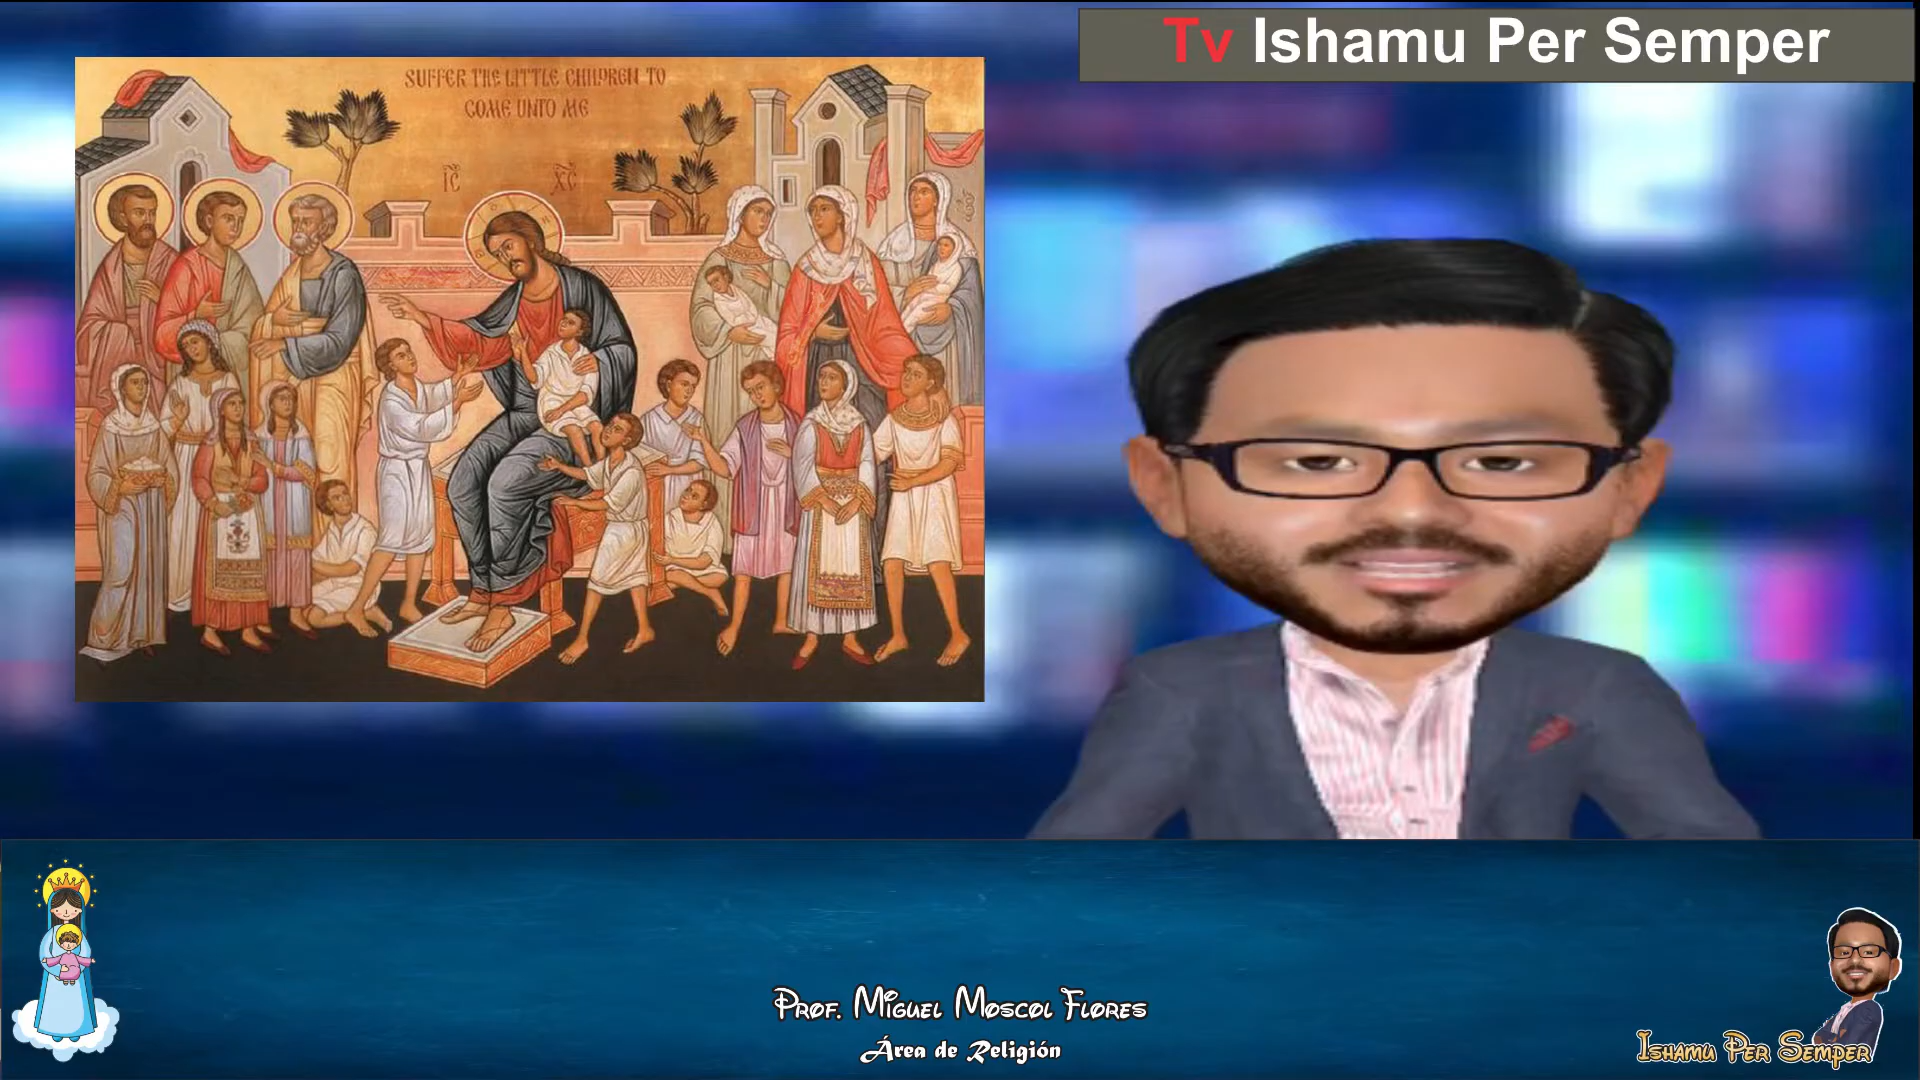 Tv Ishamu Per Semper
SUFFER THE LITTLE CHILDREN TO
COME UNTO ME
IC XC
Prof. Miguel Moscol Flores
Área de Religión
Ishamu Per Semper